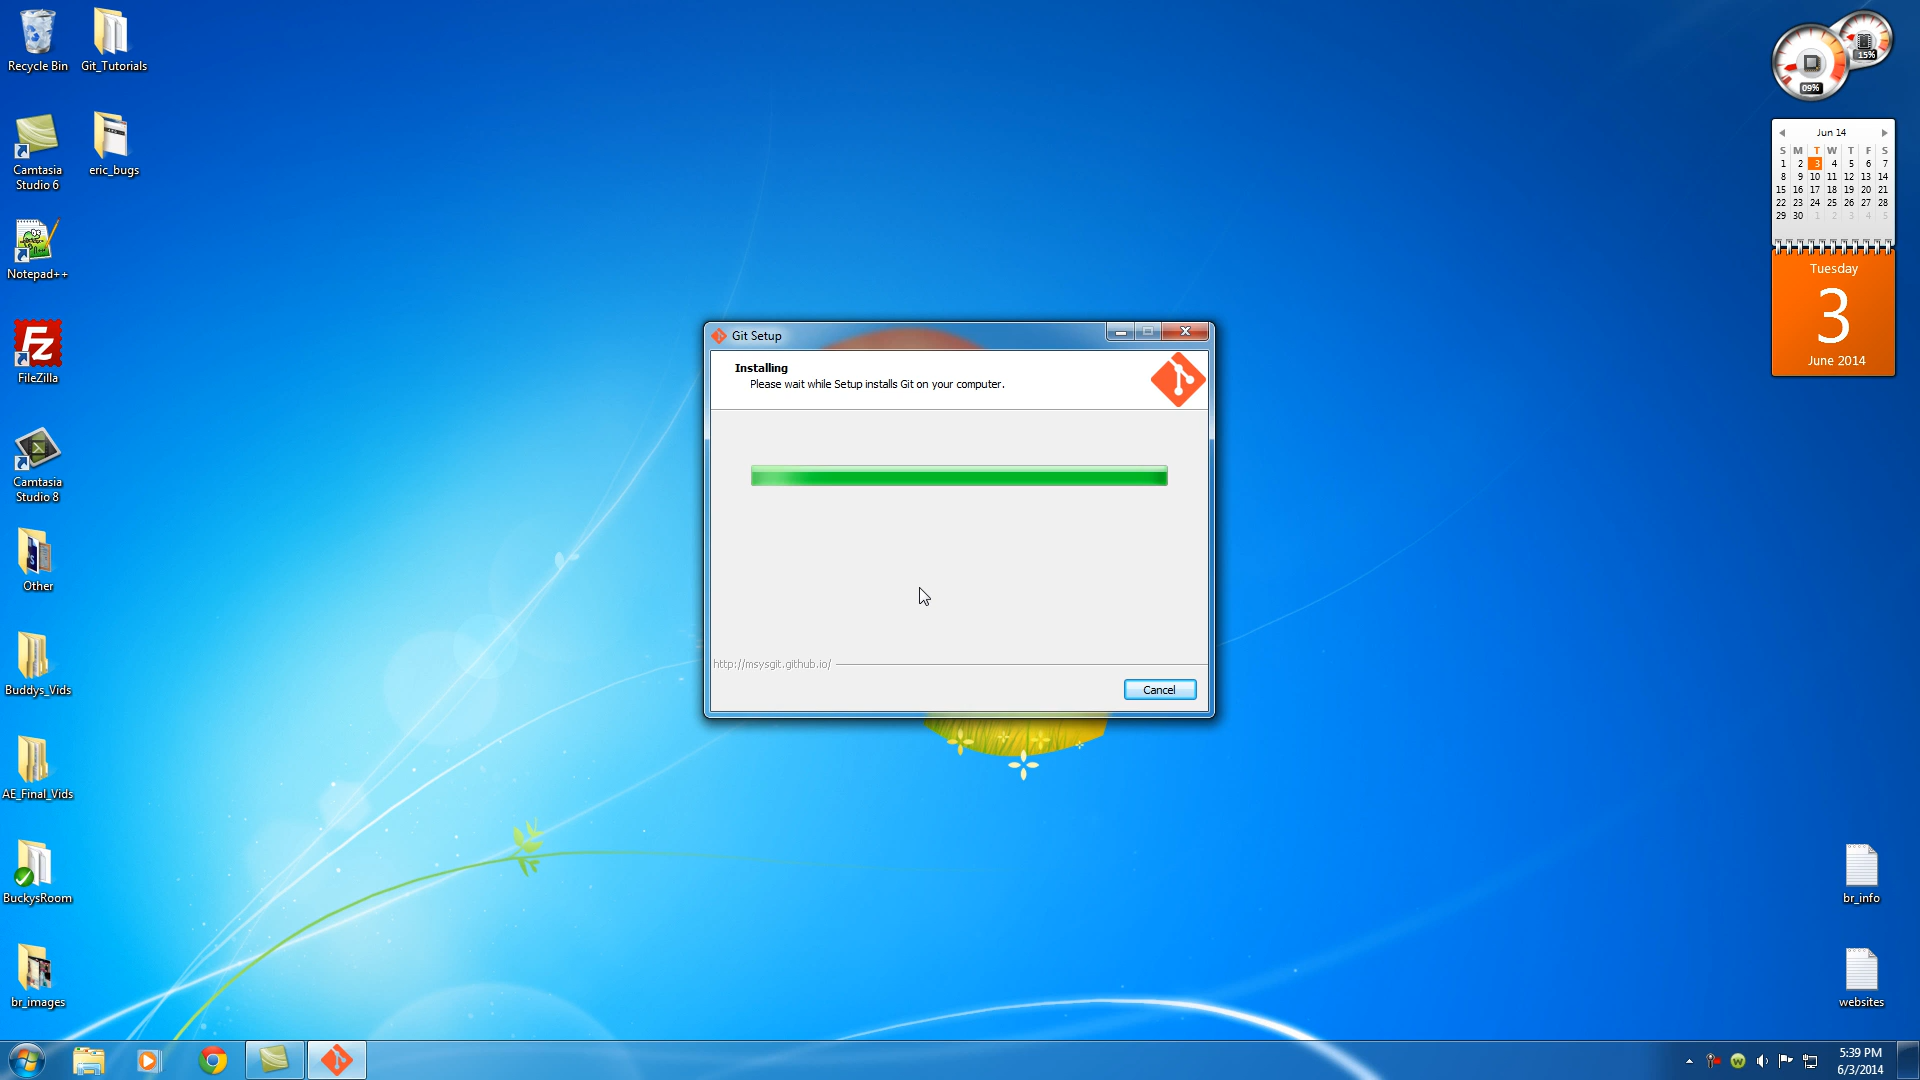 Recycle Bin
Git_Tutorials
Camtasia
Studio 6
eric_bugs
Notepad++
FileZilla
Camtasia
Studio 8
Other
Buddys_Vids
AE_Final_Vids
BuckysRoom
br_images
Git Setup
Installing
Please wait while Setup installs Git on your computer.
http://msysgit.github.io/
Cancel
15%
09%
Jun 14
S M T W T F S
1 2 3 4 5 6 7
8 9 10 11 12 13 14
15 16 17 18 19 20 21
22 23 24 25 26 27 28
29 30 1 2 3 4 5
Tuesday
3
June 2014
br_info
websites
5:39 PM
6/3/2014